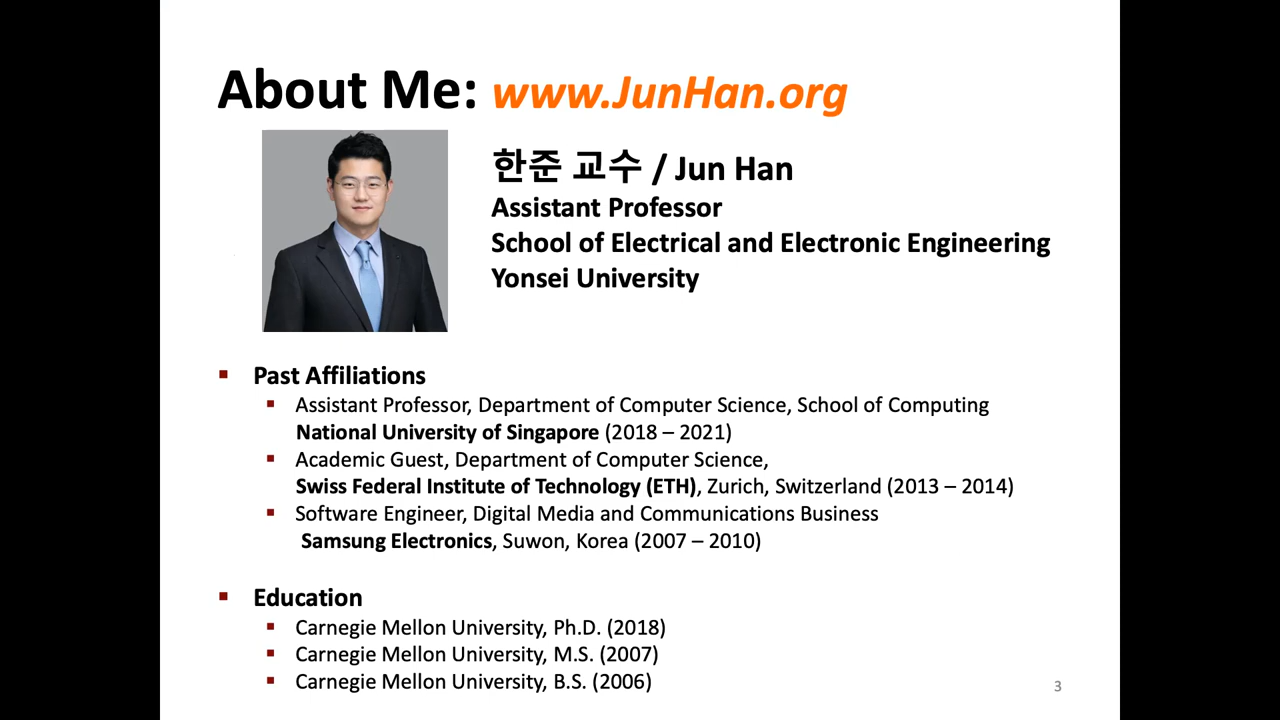 About Me: www.JunHan.org
한준 교수 / Jun Han
Assistant Professor
School of Electrical and Electronic Engineering
Yonsei University
▪ Past Affiliations
▪ Assistant Professor, Department of Computer Science, School of Computing
National University of Singapore (2018 – 2021)
▪ Academic Guest, Department of Computer Science,
Swiss Federal Institute of Technology (ETH), Zurich, Switzerland (2013 – 2014)
▪ Software Engineer, Digital Media and Communications Business
Samsung Electronics, Suwon, Korea (2007 – 2010)
▪ Education
▪ Carnegie Mellon University, Ph.D. (2018)
▪ Carnegie Mellon University, M.S. (2007)
▪ Carnegie Mellon University, B.S. (2006)
3